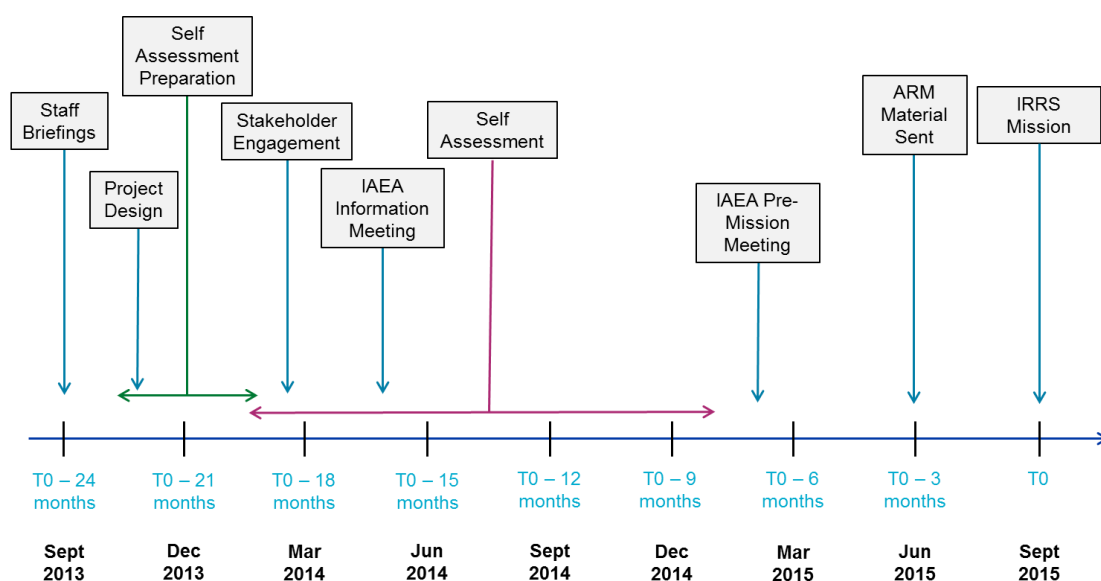 Self
Assessment
Preparation
Staff
Briefings
Project
Design
Stakeholder
Engagement
IAEA
Information
Meeting
Self
Assessment
IAEA Pre-
Mission
Meeting
ARM
Material
Sent
IRRS
Mission
T0 – 24
months
T0 – 21
months
T0 – 18
months
T0 – 15
months
T0 – 12
months
T0 – 9
months
T0 – 6
months
T0 – 3
months
T0
Sept
2013
Dec
2013
Mar
2014
Jun
2014
Sept
2014
Dec
2014
Mar
2015
Jun
2015
Sept
2015